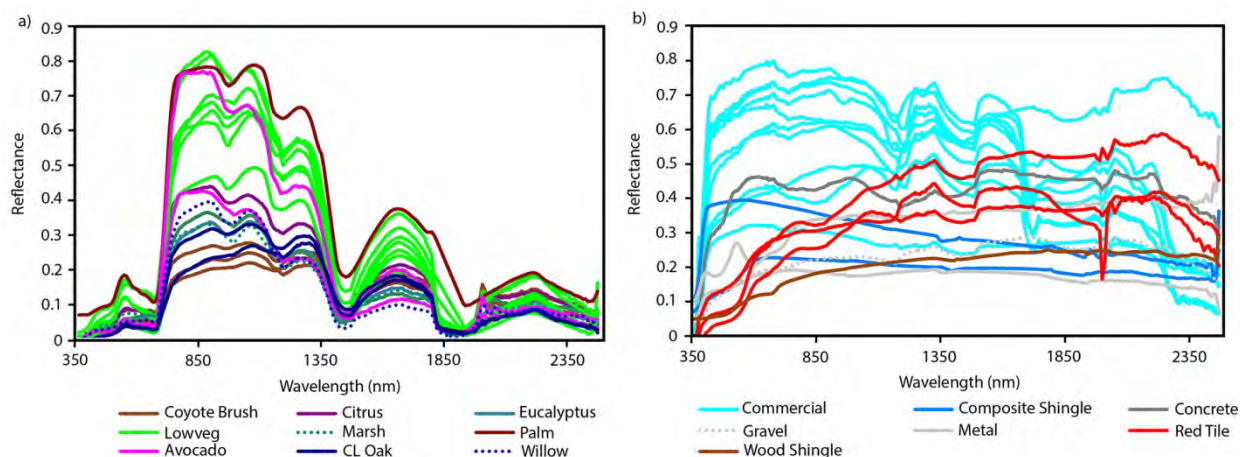 a)
0.9
0.8
0.7
0.6
0.5
0.4
0.3
0.2
0.1
0
Reflectance
350 850 1350 1850 2350
Wavelength (nm)
Coyote Brush Citrus Eucalyptus
Lowveg Marsh Palm
Avocado CL Oak Willow
b)
0.9
0.8
0.7
0.6
0.5
0.4
0.3
0.2
0.1
0
Reflectance
350 850 1350 1850 2350
Wavelength (nm)
Commercial Composite Shingle Concrete
Gravel Metal Red Tile
Wood Shingle